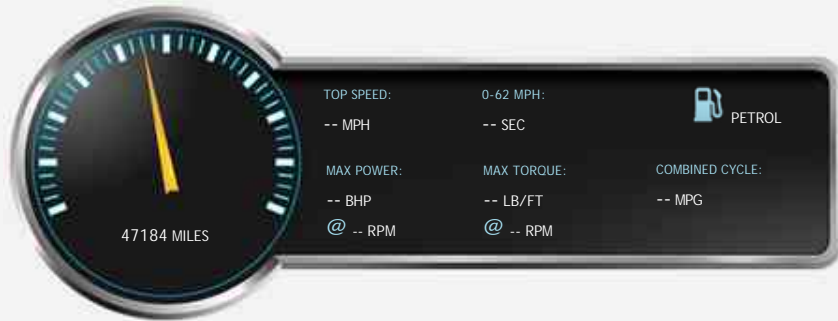 TOP SPEED:
0-62 MPH:
-- MPH
-- SEC
PETROL
MAX POWER:
MAX TORQUE:
COMBINED CYCLE:
-- BHP
-- LB/FT
-- MPG
@ -- RPM
@ -- RPM
47184 MILES